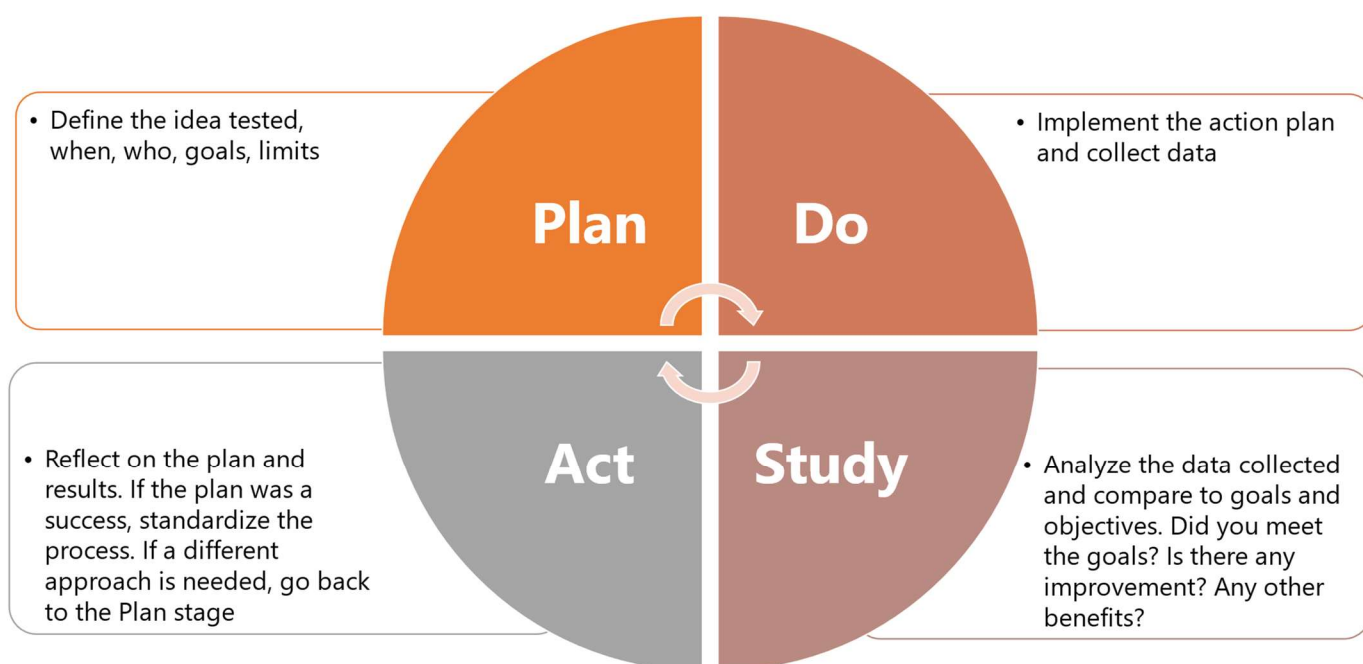 • Define the idea tested,
when, who, goals, limits
Plan
Do
• Implement the action plan
and collect data
• Reflect on the plan and
results. If the plan was a
success, standardize the
process. If a different
approach is needed, go back
to the Plan stage
Act
Study
• Analyze the data collected
and compare to goals and
objectives. Did you meet
the goals? Is there any
improvement? Any other
benefits?